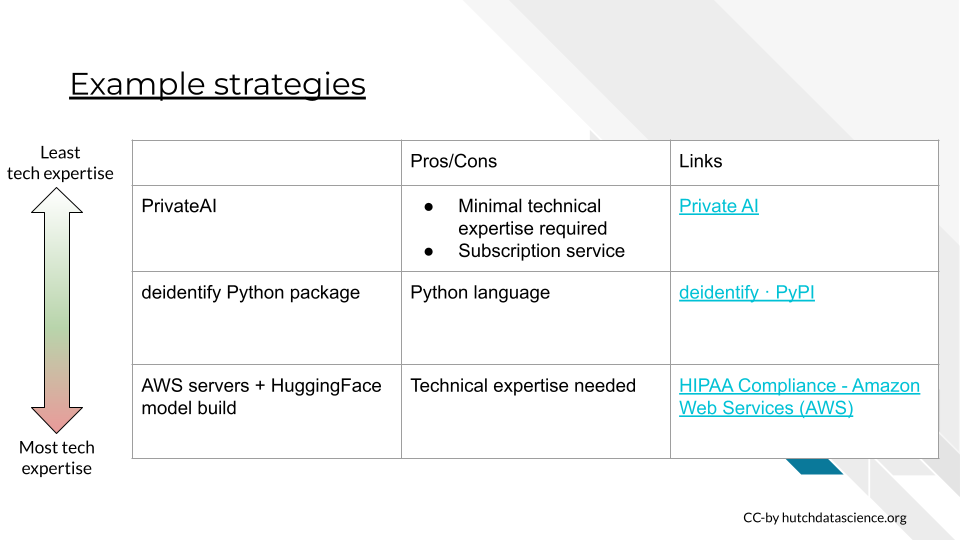 Example strategies
Least
tech expertise
Pros/Cons
Links
PrivateAI
● Minimal technical
expertise required
● Subscription service
Private AI
deidentify Python package
Python language
deidentify · PyPI
AWS servers + HuggingFace
model build
Technical expertise needed
HIPAA Compliance - Amazon
Web Services (AWS)
Most tech
expertise
CC-by hutchdatascience.org